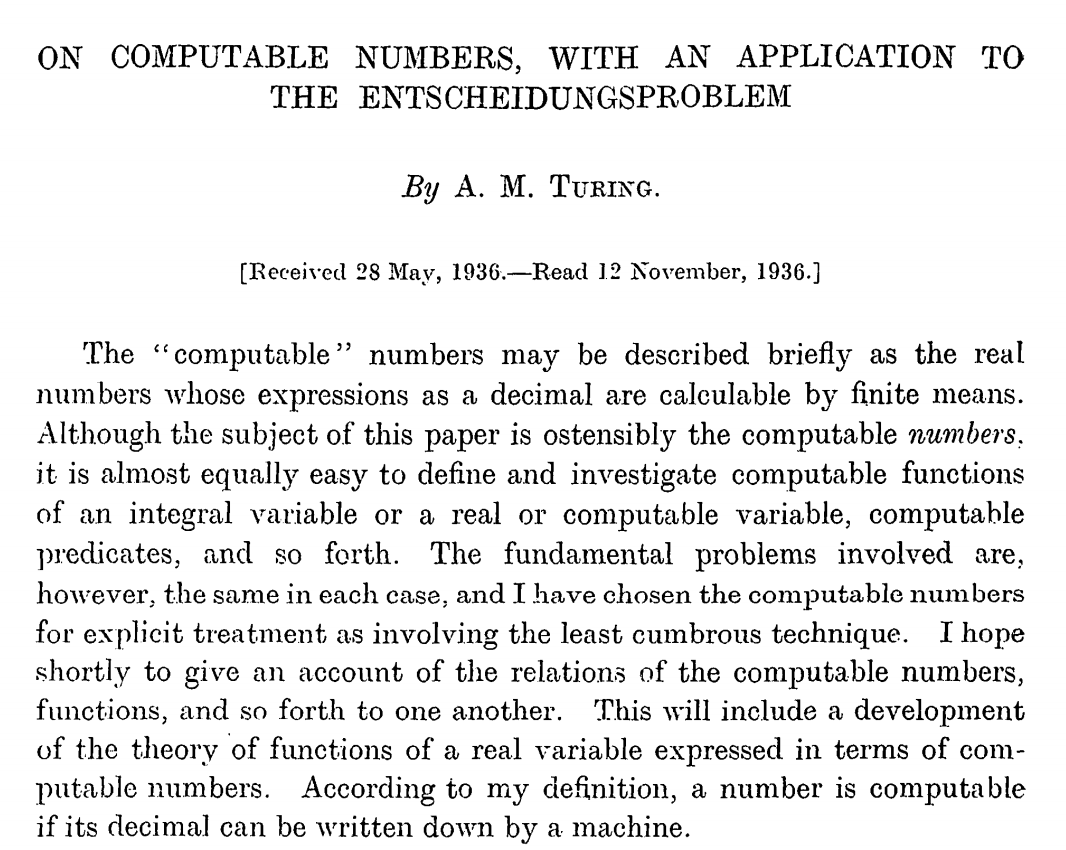 ON COMPUTABLE NUMBERS, WITH AN APPLICATION TO
THE ENTSCHEIDUNGSPROBLEM
By A. M. TURING.
[Received 28 May, 1936.—Read 12 November, 1936.]
The "computable" numbers may be described briefly as the real
numbers whose expressions as a decimal are calculable by finite means.
Although the subject of this paper is ostensibly the computable numbers,
it is almost equally easy to define and investigate computable functions
of an integral variable or a real or computable variable, computable
predicates, and so forth. The fundamental problems involved are,
however, the same in each case, and I have chosen the computable numbers
for explicit treatment as involving the least cumbrous technique. I hope
shortly to give an account of the relations of the computable numbers,
functions, and so forth to one another. This will include a development
of the theory of functions of a real variable expressed in terms of com-
putable numbers. According to my definition, a number is computable
if its decimal can be written down by a machine.